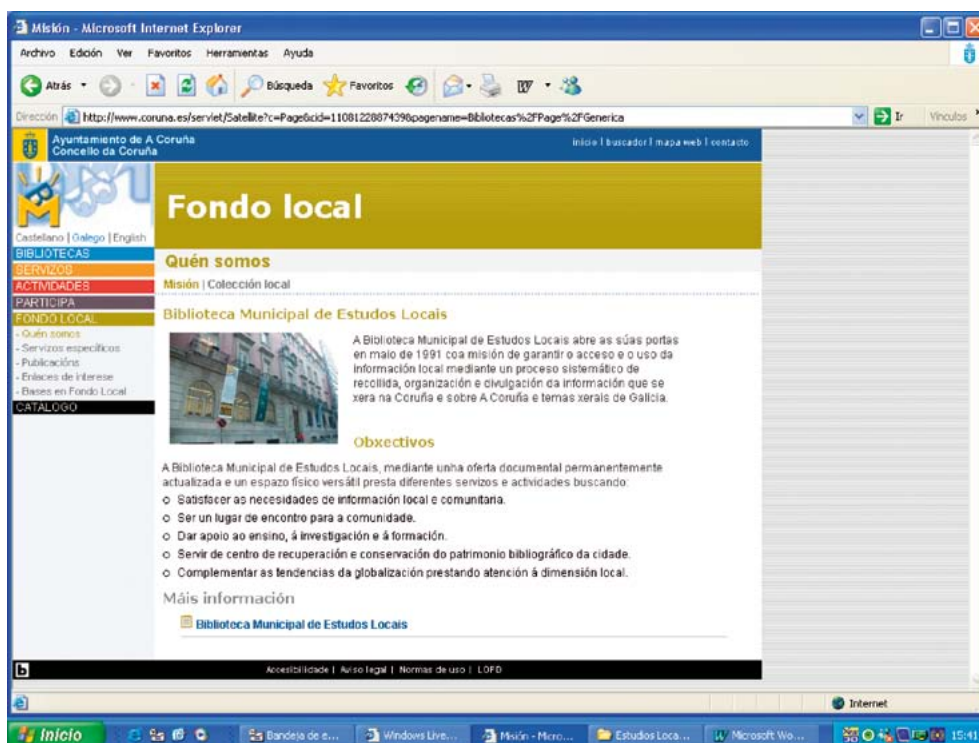 Misión - Microsoft Internet Explorer
Archivo Edición Ver Favoritos Herramientas Ayuda
Atrás Búsqueda Favoritos
Dirección http://www.coruna.es/servlet/Satellite?c=Page&cid=1108122887439&pagename=Bibliotecas%2FPage%2FGenerica Ir Vínculos
Ayuntamiento de A Coruña
Concello da Coruña
inicio | buscador | mapa web | contacto
Fondo local
Castellano | Galego | English
BIBLIOTECAS
SERVIZOS
ACTIVIDADES
PARTICIPA
FONDO LOCAL
- Quén somos
- Servizos específicos
- Publicacións
- Enlaces de interese
- Bases en Fondo Local
CATALOGO
Quén somos
Misión | Colección local
Biblioteca Municipal de Estudos Locais
A Biblioteca Municipal de Estudos Locais abre as súas portas
en maio de 1991 coa misión de garantir o acceso e o uso da
información local mediante un proceso sistemático de
recollida, organización e divulgación da información que se
xera na Coruña e sobre A Coruña e temas xerais de Galicia.
Obxectivos
A Biblioteca Municipal de Estudos Locais, mediante unha oferta documental permanentemente
actualizada e un espazo físico versátil presta diferentes servizos e actividades buscando:
o Satisfacer as necesidades de información local e comunitaria.
o Ser un lugar de encontro para a comunidade.
o Dar apoio ao ensino, á investigación e á formación.
o Servir de centro de recuperación e conservación do patrimonio bibliográfico da cidade.
o Complementar as tendencias da globalización prestando atención á dimensión local.
Máis información
Biblioteca Municipal de Estudos Locais
Accesibilidade | Aviso legal | Normas de uso | LOPD
Internet
Inicio Bandeja de e... Windows Live... Misión - Micro... Estudos Loca... Microsoft Wo... 15:41